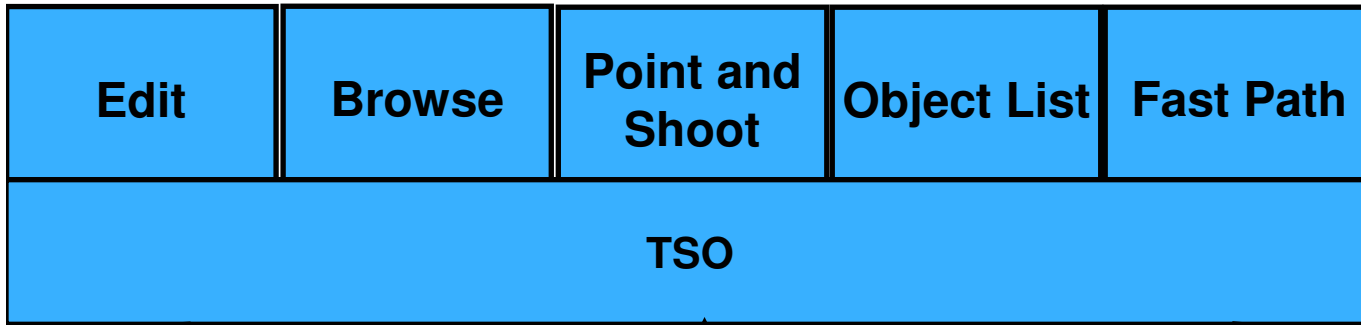 Edit
Browse
Point and
Shoot
Object List
Fast Path
TSO